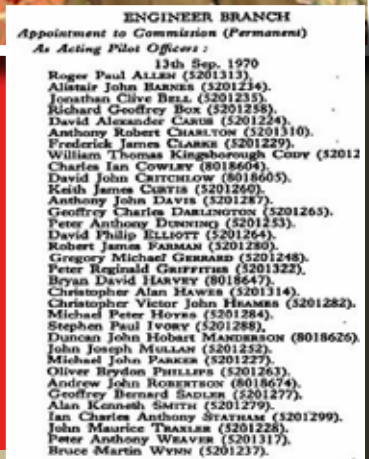 ENGINEER BRANCH
Appointment to Commission (Permanent)
As Acting Pilot Officers :
13th Sep. 1970
Roger Paul ALLEN (5201313).
Alistair John BARNES (5201234).
Jonathan Clive BELL (5201235).
Richard Geoffrey BOX (5201258).
David Alexander CARDS (5201224).
Anthony Robert CHARLTON (5201310).
Frederick James CLARKE (5201229).
William Thomas Kingsborough CODY (52012
Charles Ian COWLEY (8018604).
David John CRITCHLOW (8018605).
Keith James CURTIS (5201260).
Anthony John DAVIS (5201287).
Geoffrey Charles DARLINGTON (5201265).
Peter Anthony DUNNING (5201253).
David Philip ELLIOTT (5201264).
Robert James FARMAN (5201280).
Gregory Michael GERRARD (5201248).
Peter Reginald GRIFFITHS (5201322).
Bryan David HARVEY (8018647).
Christopher Alan HAWES (5201314).
Christopher Victor John HEAMES (5201282).
Michael Peter HOYES (5201284).
Stephen Paul IVORY (5201288).
Duncan John Hobart MANDERSON (8018626).
John Joseph MULLAN (5201252).
Michael John PARKER (5201227).
Oliver Brydon PHILLIPS (5201263).
Andrew John ROBERTSON (8018674).
Geoffrey Bernard SADLER (5201277).
Alan Kenneth SMITH (5201279).
Ian Charles Anthony STATHAM (5201299).
John Maurice TRAXLER (5201228).
Peter Anthony WEAVER (5201317).
Bruce Martin WYNN (5201237).